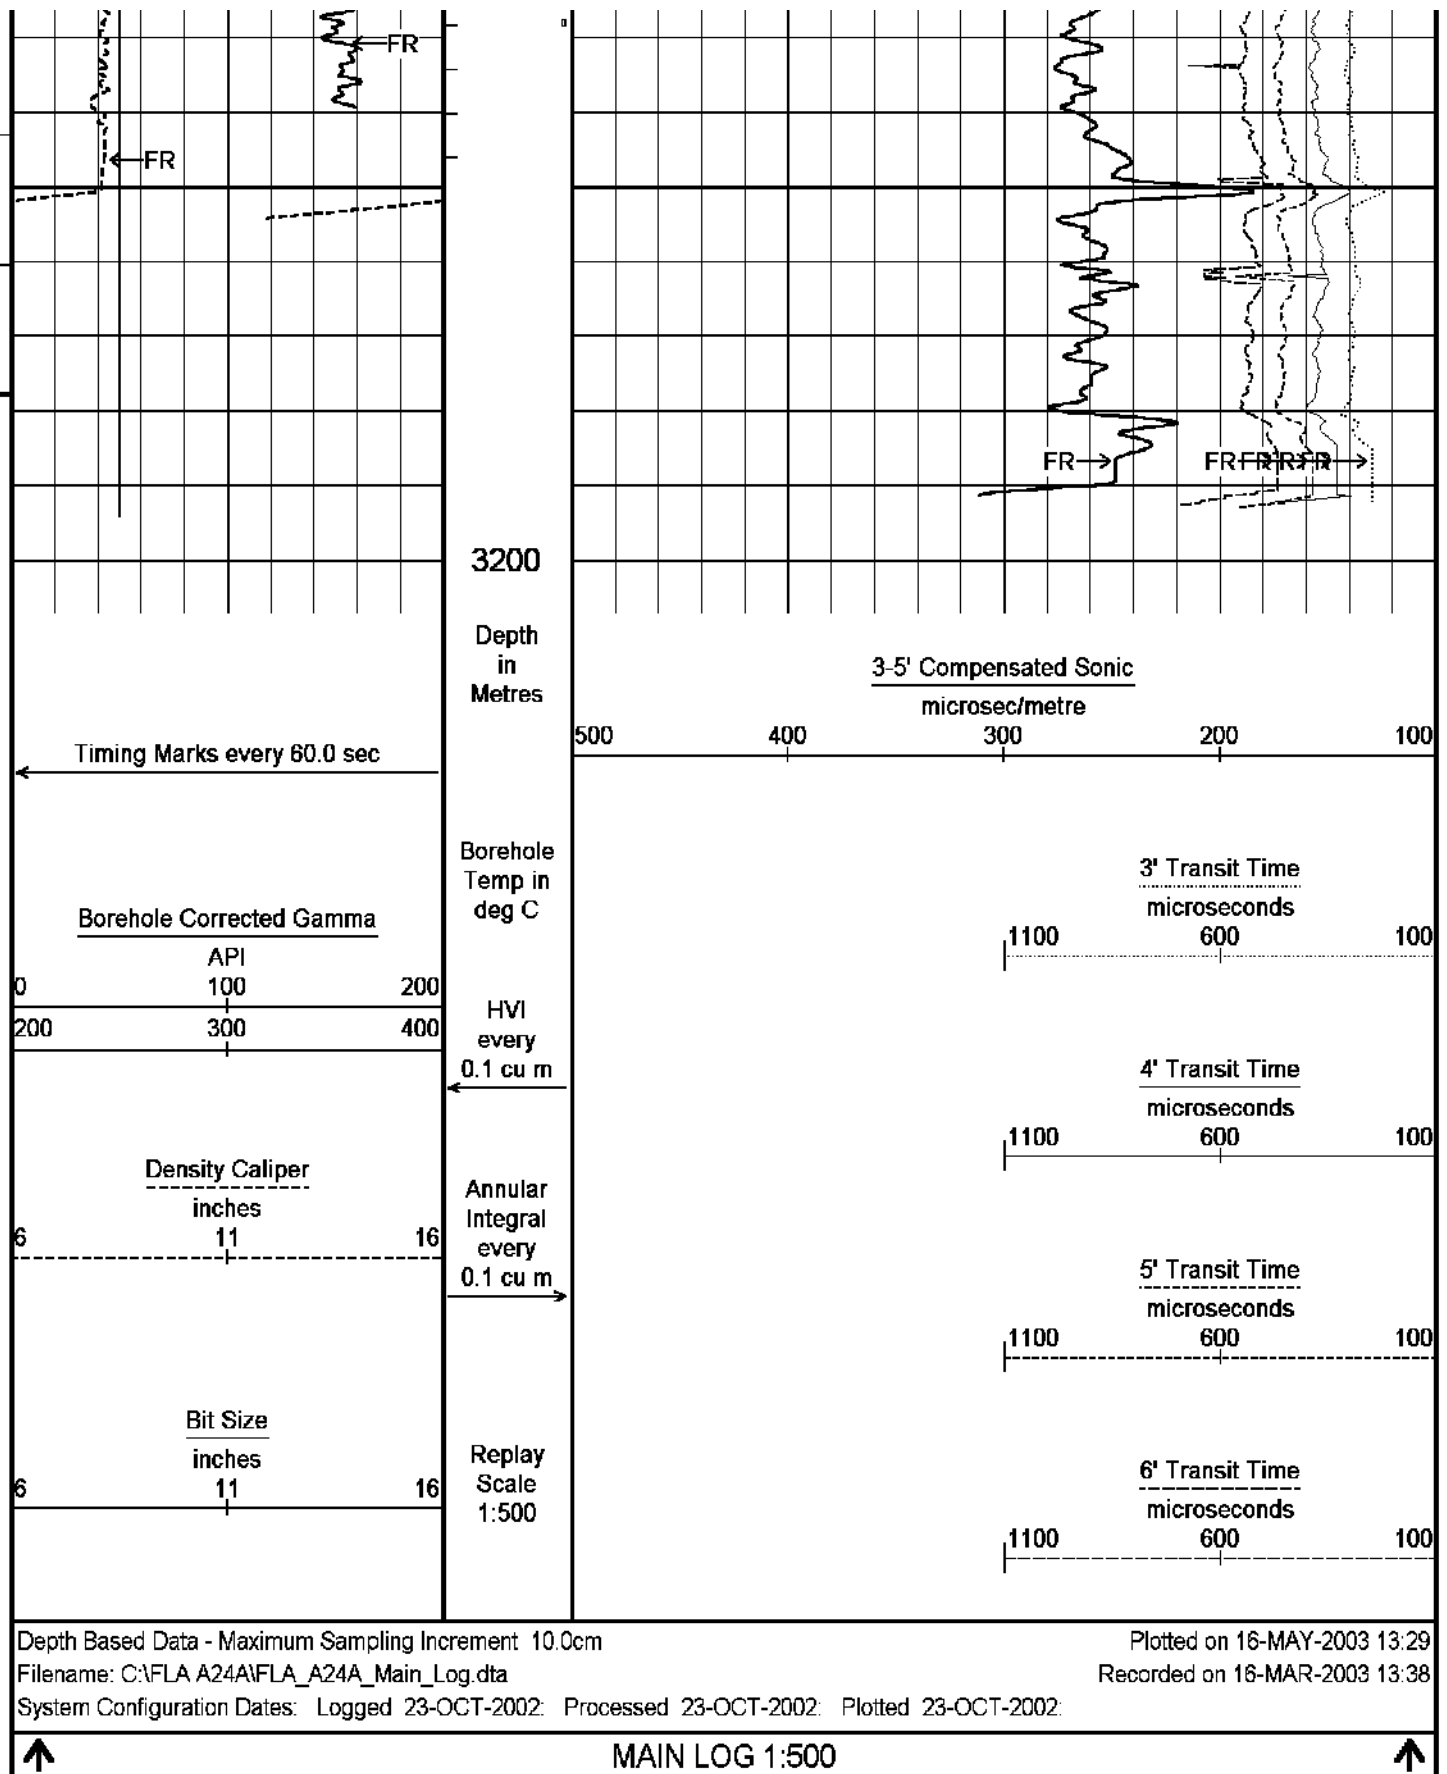 FR
FR
FR
FR
FR
R
FR
3200
Depth
in
Metres
3-5' Compensated Sonic
microsec/metre
500 400 300 200 100
Timing Marks every 60.0 sec
Borehole
Temp in
deg C
3' Transit Time
microseconds
1100 600 100
Borehole Corrected Gamma
API
0 100 200
200 300 400
HVI
every
0.1 cu m
4' Transit Time
microseconds
1100 600 100
Density Caliper
inches
6 11 16
Annular
Integral
every
0.1 cu m
5' Transit Time
microseconds
1100 600 100
Bit Size
inches
6 11 16
Replay
Scale
1:500
6' Transit Time
microseconds
1100 600 100
Depth Based Data - Maximum Sampling Increment 10.0cm
Plotted on 16-MAY-2003 13:29
Filename: C:\FLA A24A\FLA_A24A_Main_Log.dta
Recorded on 16-MAR-2003 13:38
System Configuration Dates: Logged 23-OCT-2002: Processed 23-OCT-2002: Plotted 23-OCT-2002:
MAIN LOG 1:500